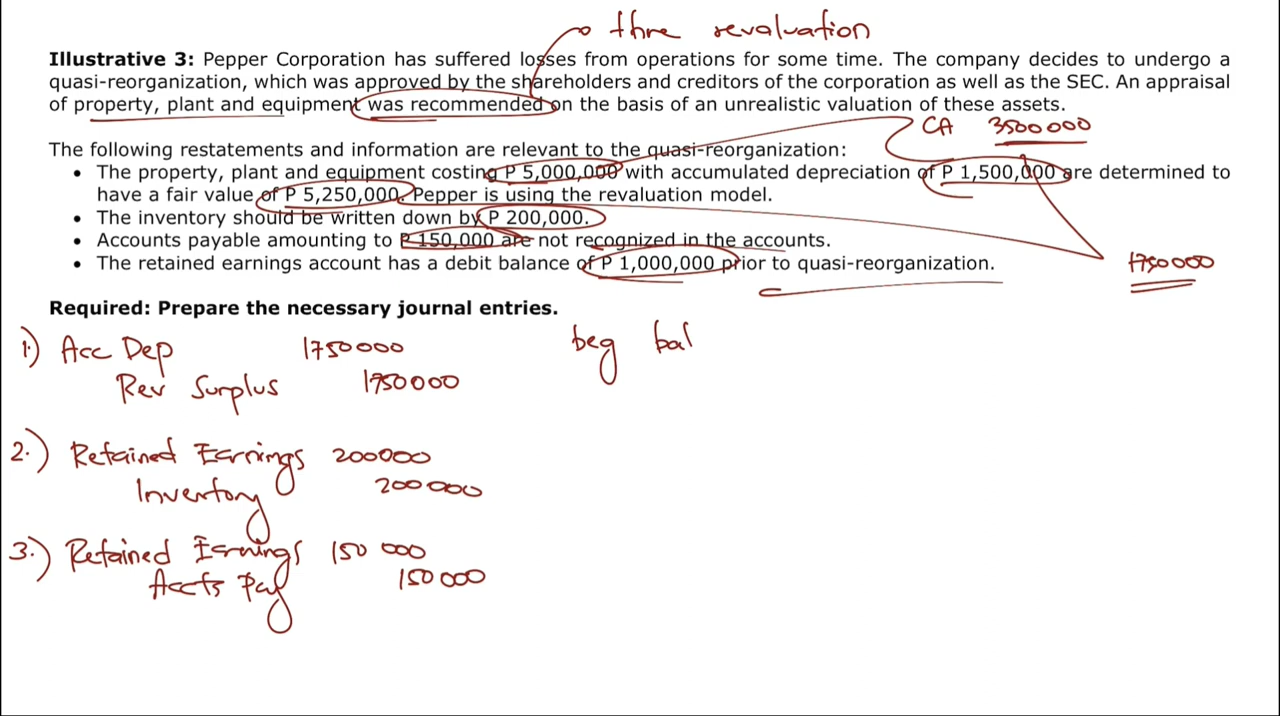 thre revaluation
Illustrative 3: Pepper Corporation has suffered losses from operations for some time. The company decides to undergo a
quasi-reorganization, which was approved by the shareholders and creditors of the corporation as well as the SEC. An appraisal
of property, plant and equipment was recommended on the basis of an unrealistic valuation of these assets.
CA 3500000
The following restatements and information are relevant to the quasi-reorganization:
• The property, plant and equipment costing P 5,000,000 with accumulated depreciation of P 1,500,000 are determined to
have a fair value of P 5,250,000. Pepper is using the revaluation model.
• The inventory should be written down by P 200,000.
• Accounts payable amounting to P 150,000 are not recognized in the accounts.
• The retained earnings account has a debit balance of P 1,000,000 prior to quasi-reorganization.
1750000
Required: Prepare the necessary journal entries.
1.) Acc Dep 1750000 beg bal
Rev Surplus 1750000
2.) Retained Earnings 200000
Inventory 200000
3.) Retained Earnings 150 000
Accts Pay 150000